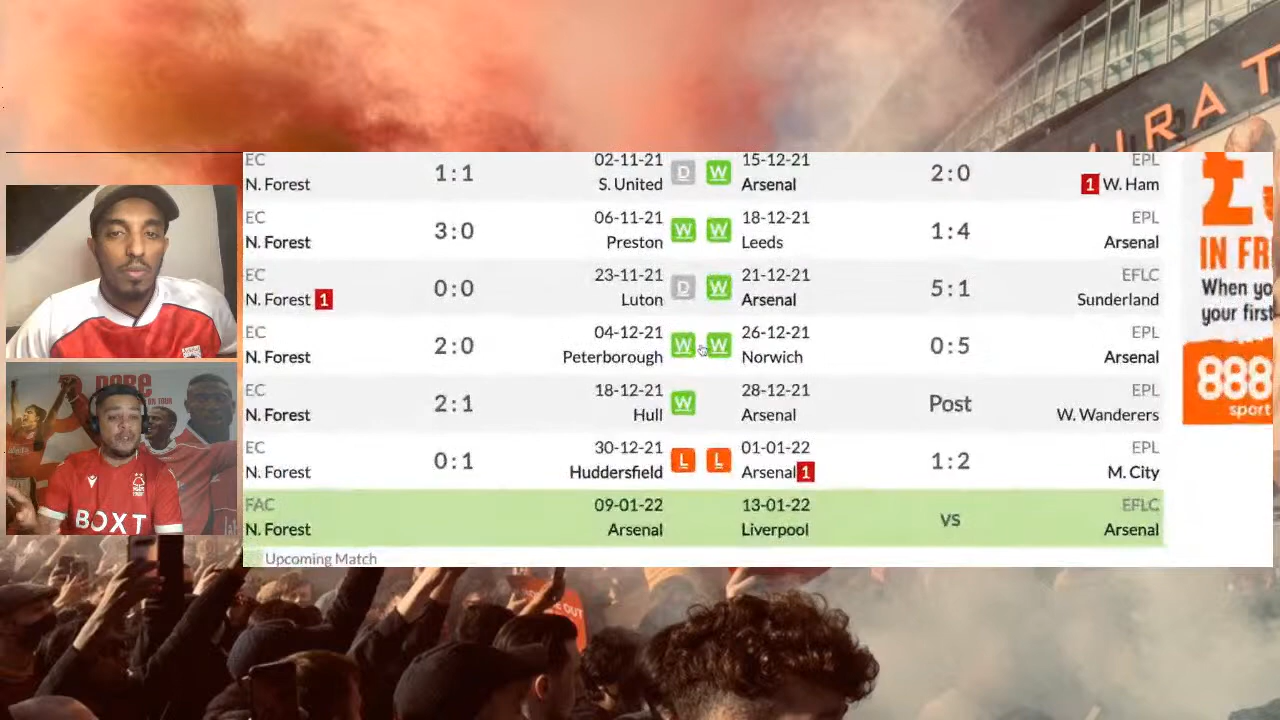 IRAT
EC 02-11-21 15-12-21 EPL
N. Forest 1:1 S. United D W Arsenal 2:0 1 W. Ham
EC 06-11-21 18-12-21 EPL
N. Forest 3:0 Preston W W Leeds 1:4 Arsenal
EC 23-11-21 21-12-21 EFLC
N. Forest 1 0:0 Luton D W Arsenal 5:1 Sunderland
EC 04-12-21 26-12-21 EPL
N. Forest 2:0 Peterborough W W Norwich 0:5 Arsenal
EC 18-12-21 28-12-21 EPL
N. Forest 2:1 Hull W Arsenal Post W. Wanderers
EC 30-12-21 01-01-22 EPL
N. Forest 0:1 Huddersfield L L Arsenal 1 1:2 M. City
FAC 09-01-22 13-01-22 EFLC
N. Forest Arsenal Liverpool vs Arsenal
Upcoming Match
£
IN FR
When yo
your first
888
sport
BOXT
OUT